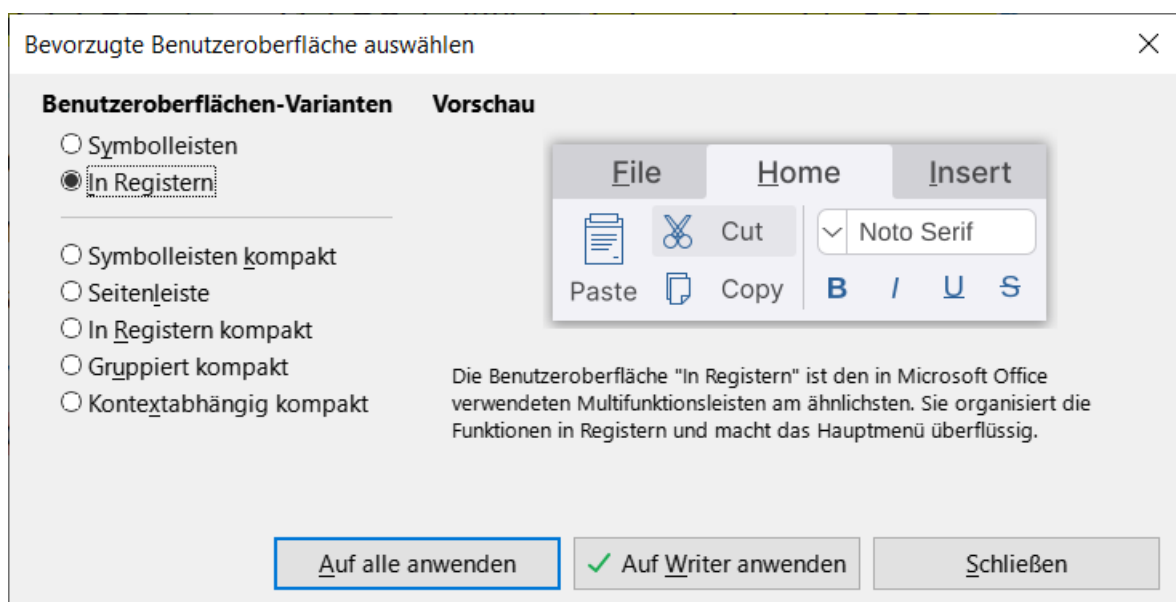 Bevorzugte Benutzeroberfläche auswählen
Benutzeroberflächen-Varianten
Symbolleisten
In Registern
Symbolleisten kompakt
Seitenleiste
In Registern kompakt
Gruppiert kompakt
Kontextabhängig kompakt
Vorschau
File Home Insert
Cut Noto Serif
Paste Copy B I U S
Die Benutzeroberfläche "In Registern" ist den in Microsoft Office
verwendeten Multifunktionsleisten am ähnlichsten. Sie organisiert die
Funktionen in Registern und macht das Hauptmenü überflüssig.
Auf alle anwenden Auf Writer anwenden Schließen